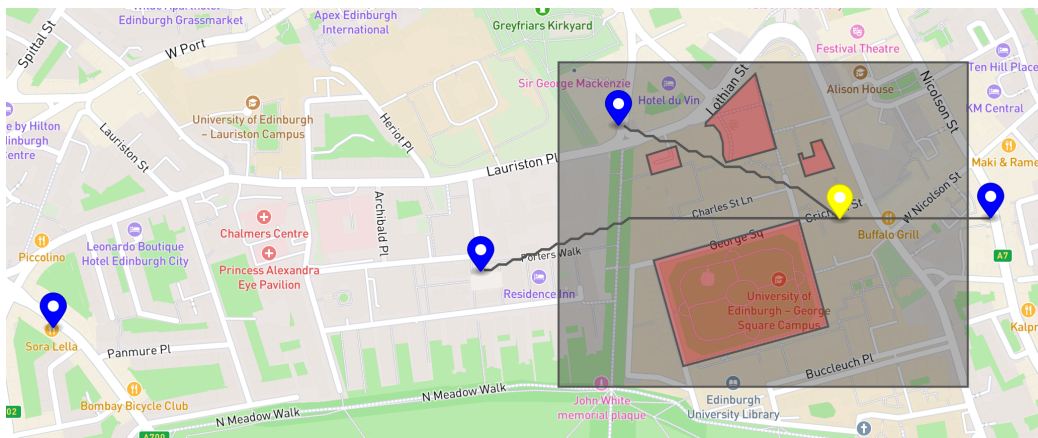 Edinburgh Grassmarket
Apex Edinburgh
International
Greyfriars Kirkyard
Spittal St
W Port
Festival Theatre
Ten Hill Place
Sir George Mackenzie
Hotel du Vin
Lothian St
Alison House
Nicolson St
KM Central
e by Hilton
dinburgh
Centre
Lauriston St
University of Edinburgh
– Lauriston Campus
Heriot Pl
Lauriston Pl
Maki & Rame
W Nicolson St
Archibald Pl
Charles St Ln
Crichton St
Chalmers Centre
Piccolino
Leonardo Boutique
Hotel Edinburgh City
George Sq
Buffalo Grill
Porters Walk
A7
Princess Alexandra
Eye Pavilion
Residence Inn
University of
Edinburgh – George
Square Campus
Kalp
Sora Lella
Panmure Pl
Buccleuch Pl
Bombay Bicycle Club
N Meadow Walk
N Meadow Walk
John White
memorial plaque
Edinburgh
University Library
02
A700